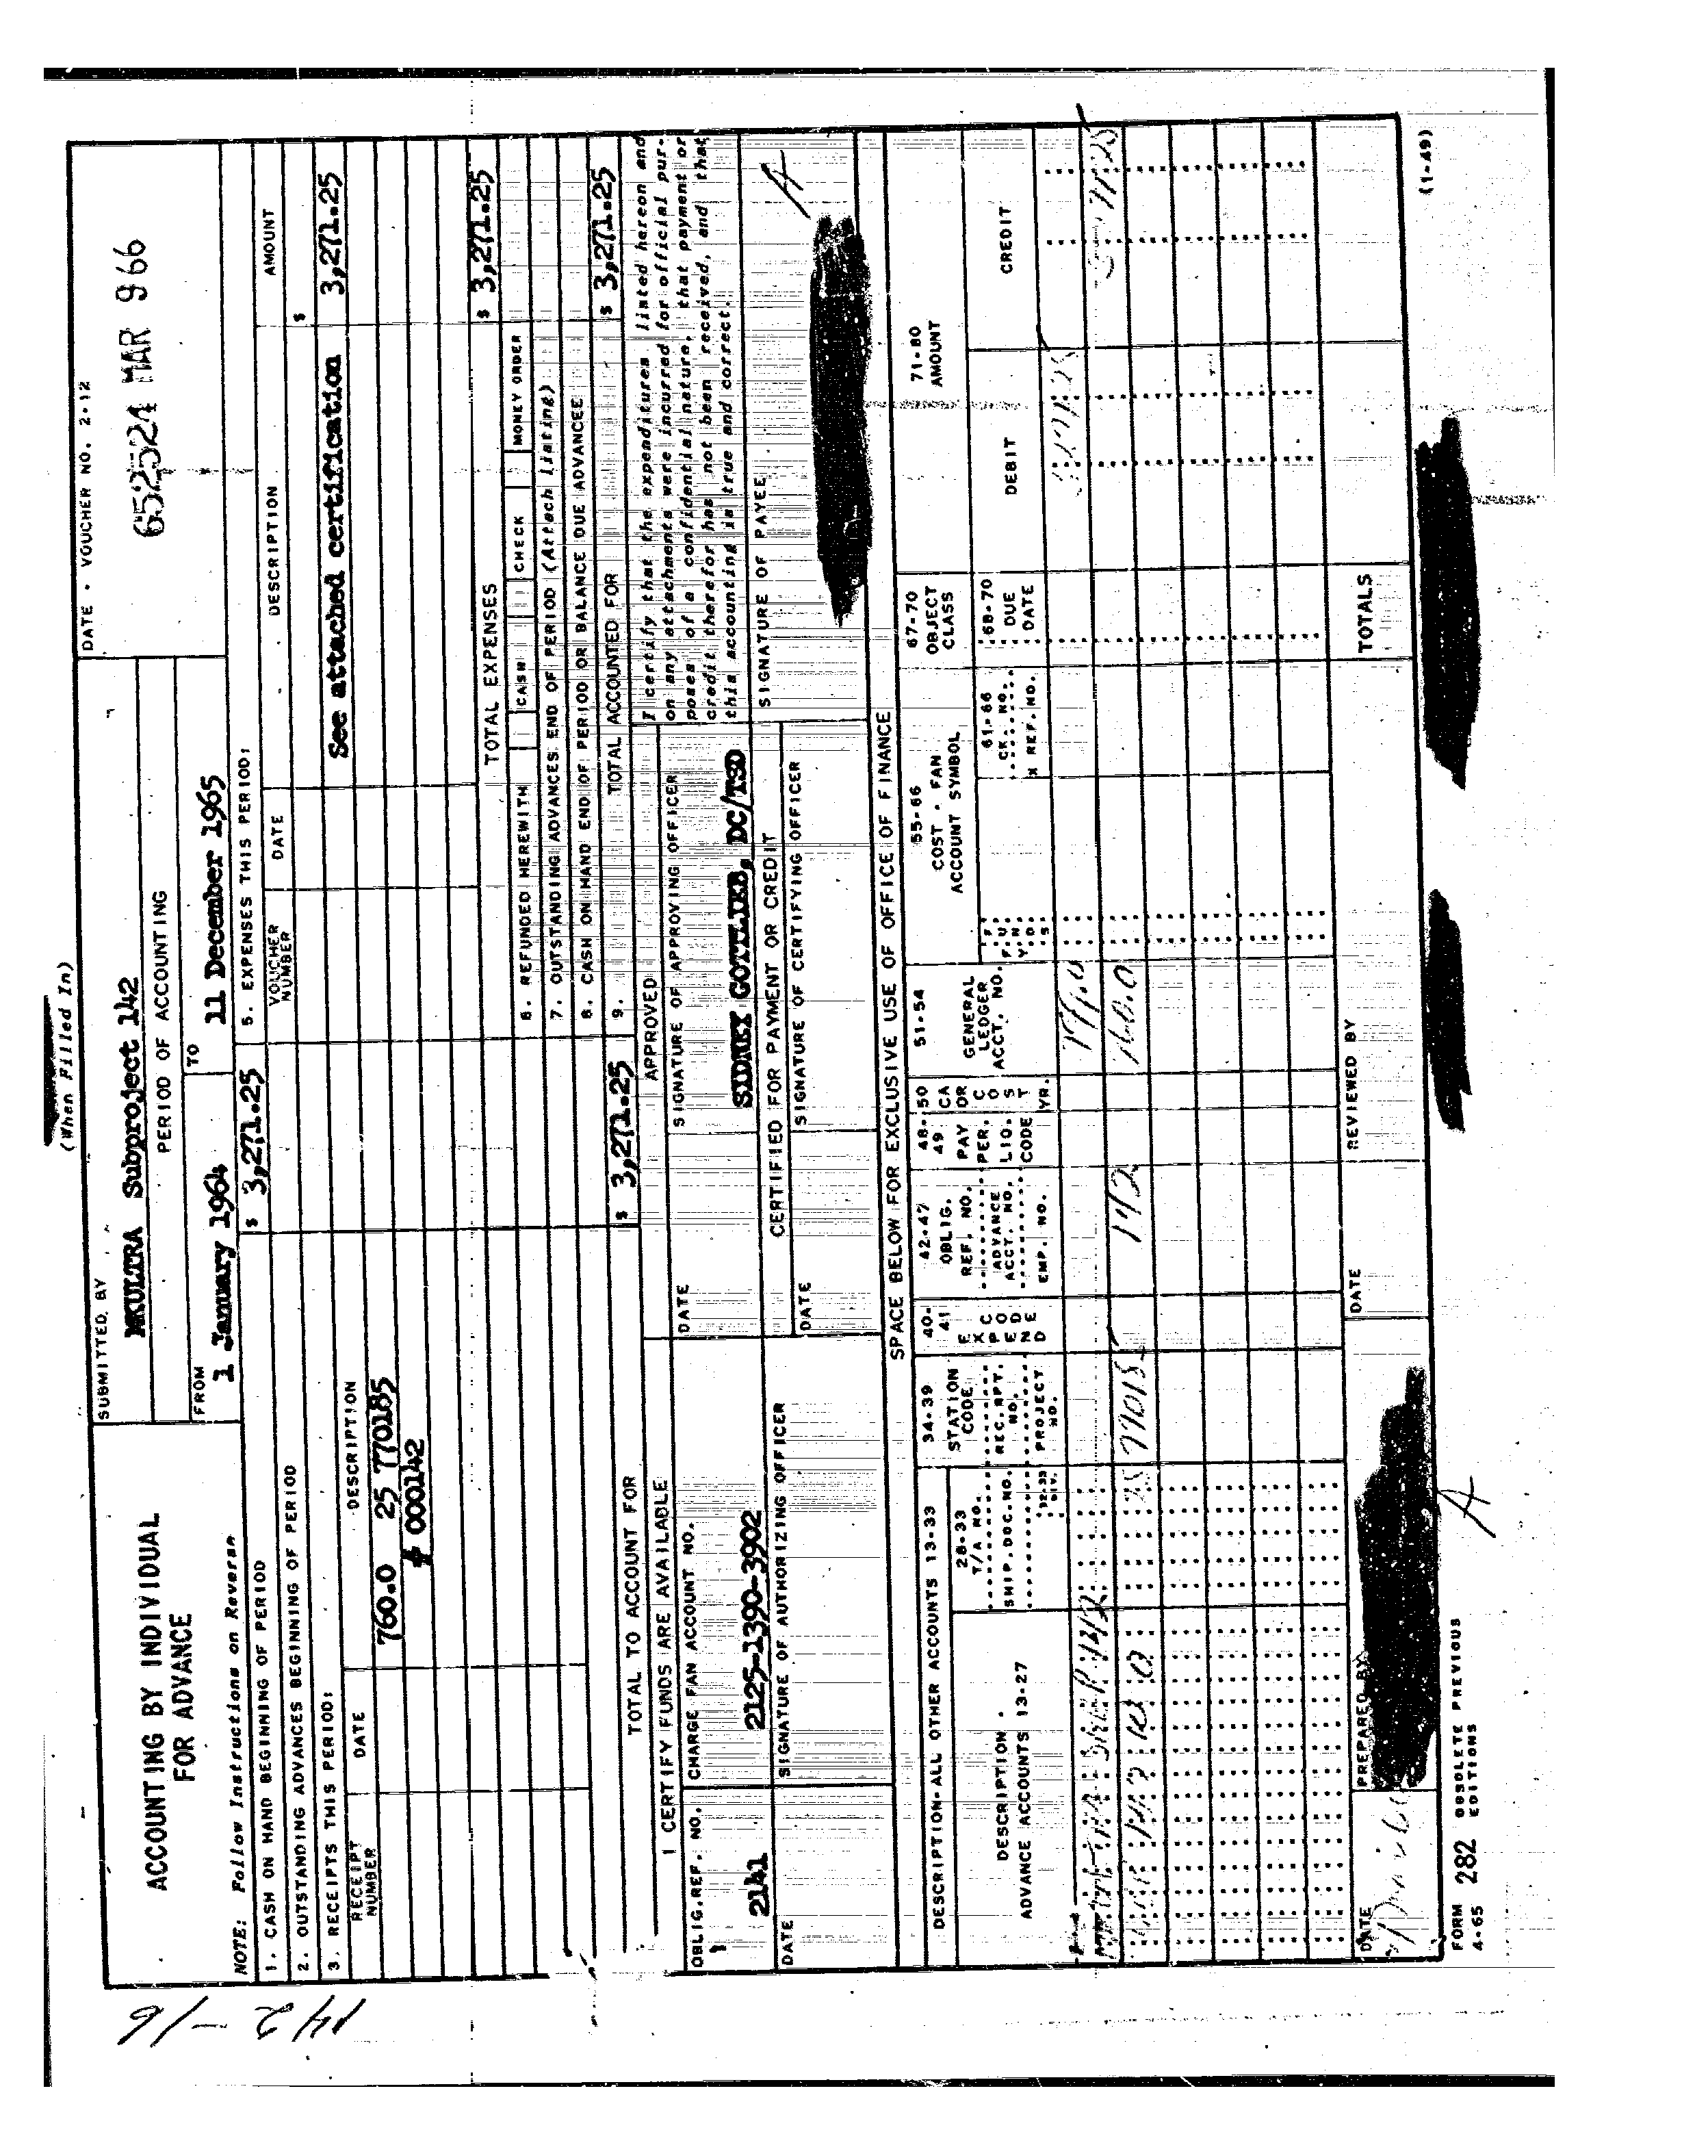 (When Filled In)
ACCOUNTING BY INDIVIDUAL
FOR ADVANCE
SUBMITTED BY
MKULTRA Subproject 142
DATE - VOUCHER NO. 2-12
652524 MAR 9 66
PERIOD OF ACCOUNTING
FROM
1 January 1964
TO
11 December 1965
NOTE: Follow Instructions on Reverse
1. CASH ON HAND BEGINNING OF PERIOD
$ 3,271.25
2. OUTSTANDING ADVANCES BEGINNING OF PERIOD
3. RECEIPTS THIS PERIOD:
RECEIPT NUMBER
DATE
DESCRIPTION
760.0 25 770185
# 000142
5. EXPENSES THIS PERIOD:
VOUCHER NUMBER
DATE
DESCRIPTION
AMOUNT
$
See attached certification 3,271.25
TOTAL EXPENSES $ 3,271.25
6. REFUNDED HEREWITH CASH CHECK MONEY ORDER
7. OUTSTANDING ADVANCES END OF PERIOD (Attach listing)
8. CASH ON HAND END OF PERIOD OR BALANCE DUE ADVANCEE
TOTAL TO ACCOUNT FOR $ 3,271.25
9. TOTAL ACCOUNTED FOR $ 3,271.25
I CERTIFY FUNDS ARE AVAILABLE
OBLIG. REF. NO.
2141
CHARGE FAN ACCOUNT NO.
2125-1390-3902
DATE
SIGNATURE OF AUTHORIZING OFFICER
APPROVED
DATE
SIGNATURE OF APPROVING OFFICER
SIDNEY GOTTLIEB, DC/TSD
CERTIFIED FOR PAYMENT OR CREDIT
DATE
SIGNATURE OF CERTIFYING OFFICER
I certify that the expenditures listed hereon and
on any attachments were incurred for official pur-
poses of a confidential nature, that payment or
credit therefor has not been received, and that
this accounting is true and correct.
SIGNATURE OF PAYEE
SPACE BELOW FOR EXCLUSIVE USE OF OFFICE OF FINANCE
DESCRIPTION-ALL OTHER ACCOUNTS 13-33
DESCRIPTION -
ADVANCE ACCOUNTS 13-27
28-33
T/A NO.
SHIP.DOC.NO.
32-33
DIV.
34-39
STATION
CODE
REC.RPT.
NO.
PROJECT
NO.
40-41
EXPEND
CODE
42-47
OBLIG.
REF. NO.
ADVANCE
ACCT. NO.
EMP. NO.
48-49
PAY
PER.
LIQ.
CODE
50
CA
OR
COST
YR.
51-54
GENERAL
LEDGER
ACCT. NO.
55-66
COST - FAN
ACCOUNT SYMBOL
F.Y.
FUNDS
61-66
CK. NO.
X REF. NO.
67-70
OBJECT
CLASS
68-70
DUE
DATE
71-80
AMOUNT
DEBIT
CREDIT
770185
142
760.0
DATE
PREPARED BY
DATE
REVIEWED BY
TOTALS
FORM 4-65 282 OBSOLETE PREVIOUS EDITIONS
(1-49)
142-16